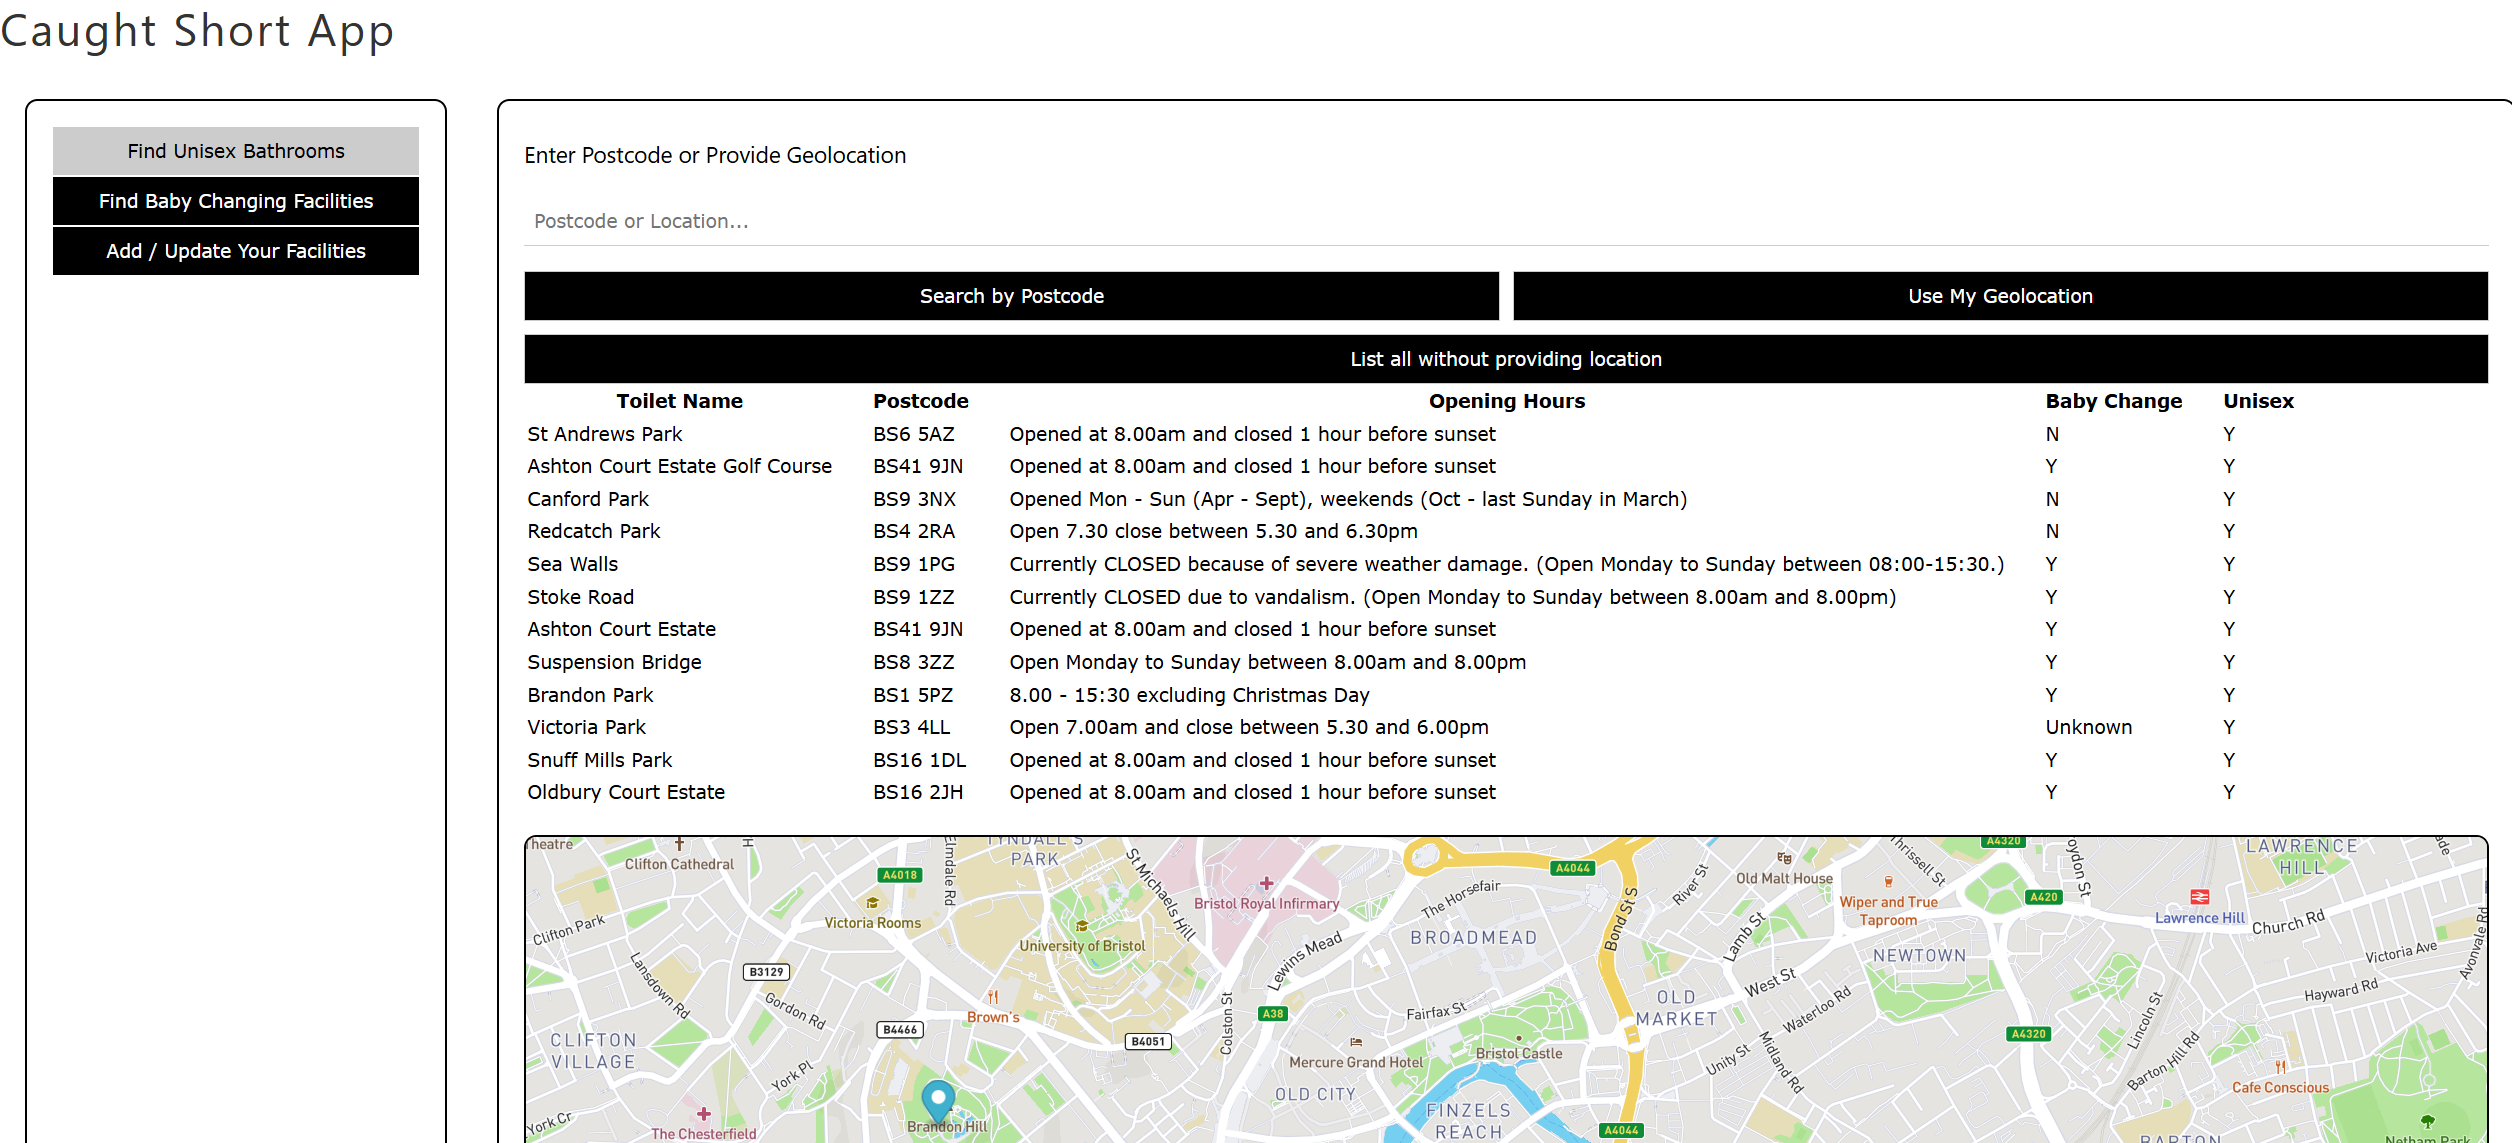 Caught Short App
Find Unisex Bathrooms
Find Baby Changing Facilities
Add / Update Your Facilities
Enter Postcode or Provide Geolocation
Postcode or Location...
Search by Postcode Use My Geolocation
List all without providing location
Toilet Name Postcode Opening Hours Baby Change Unisex
St Andrews Park BS6 5AZ Opened at 8.00am and closed 1 hour before sunset N Y
Ashton Court Estate Golf Course BS41 9JN Opened at 8.00am and closed 1 hour before sunset Y Y
Canford Park BS9 3NX Opened Mon - Sun (Apr - Sept), weekends (Oct - last Sunday in March) N Y
Redcatch Park BS4 2RA Open 7.30 close between 5.30 and 6.30pm N Y
Sea Walls BS9 1PG Currently CLOSED because of severe weather damage. (Open Monday to Sunday between 08:00-15:30.) Y Y
Stoke Road BS9 1ZZ Currently CLOSED due to vandalism. (Open Monday to Sunday between 8.00am and 8.00pm) Y Y
Ashton Court Estate BS41 9JN Opened at 8.00am and closed 1 hour before sunset Y Y
Suspension Bridge BS8 3ZZ Open Monday to Sunday between 8.00am and 8.00pm Y Y
Brandon Park BS1 5PZ 8.00 - 15:30 excluding Christmas Day Y Y
Victoria Park BS3 4LL Open 7.00am and close between 5.30 and 6.00pm Unknown Y
Snuff Mills Park BS16 1DL Opened at 8.00am and closed 1 hour before sunset Y Y
Oldbury Court Estate BS16 2JH Opened at 8.00am and closed 1 hour before sunset Y Y
Theatre
Clifton Cathedral
H
Elmdale Rd
TYNDALL'S
PARK
St Michaels Hill
A4018
Victoria Rooms
University of Bristol
Bristol Royal Infirmary
The Horsefair
A4044
Bond St S
River St
Old Malt House
Thrissell St
Wiper and True
Taproom
A4320
A420
oydon St
LAWRENCE
HILL
ade
Lawrence Hill
Church Rd
Victoria Ave
Avonvale Rd
Clifton Park
Lansdown Rd
B3129
Gordon Rd
Lewins Mead
BROADMEAD
Lamb St
NEWTOWN
West St
Hayward Rd
Brown's
B4466
B4051
Colston St
A38
Fairfax St
OLD
MARKET
Waterloo Rd
A4320
Lincoln St
CLIFTON
VILLAGE
Mercure Grand Hotel
Bristol Castle
Unity St
Midland Rd
Barton Hill Rd
York Pl
OLD CITY
Cafe Conscious
FINZELS
REACH
Brandon Hill
York Cr
The Chesterfield
A4044
BARTON
Netham Park